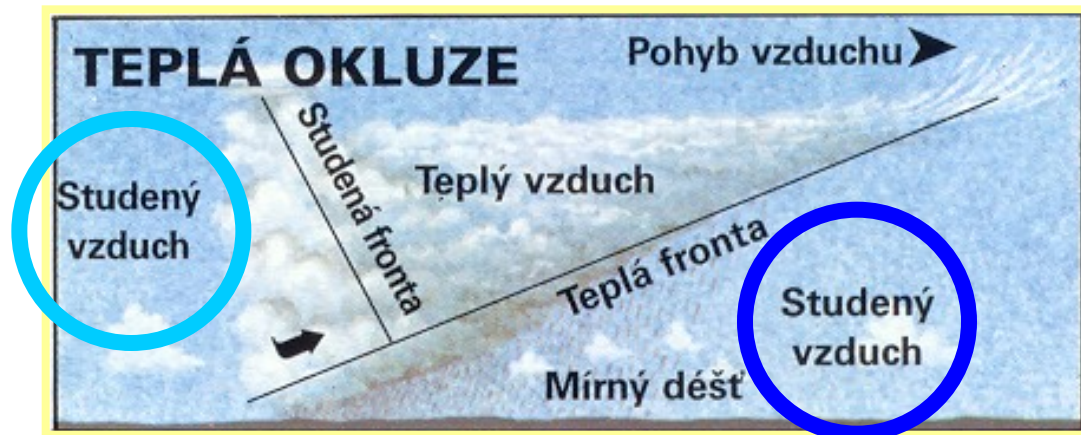 TEPLÁ OKLUZE
Pohyb vzduchu
Studená fronta
Studený
vzduch
Teplý vzduch
Teplá fronta
Studený
vzduch
Mírný déšť